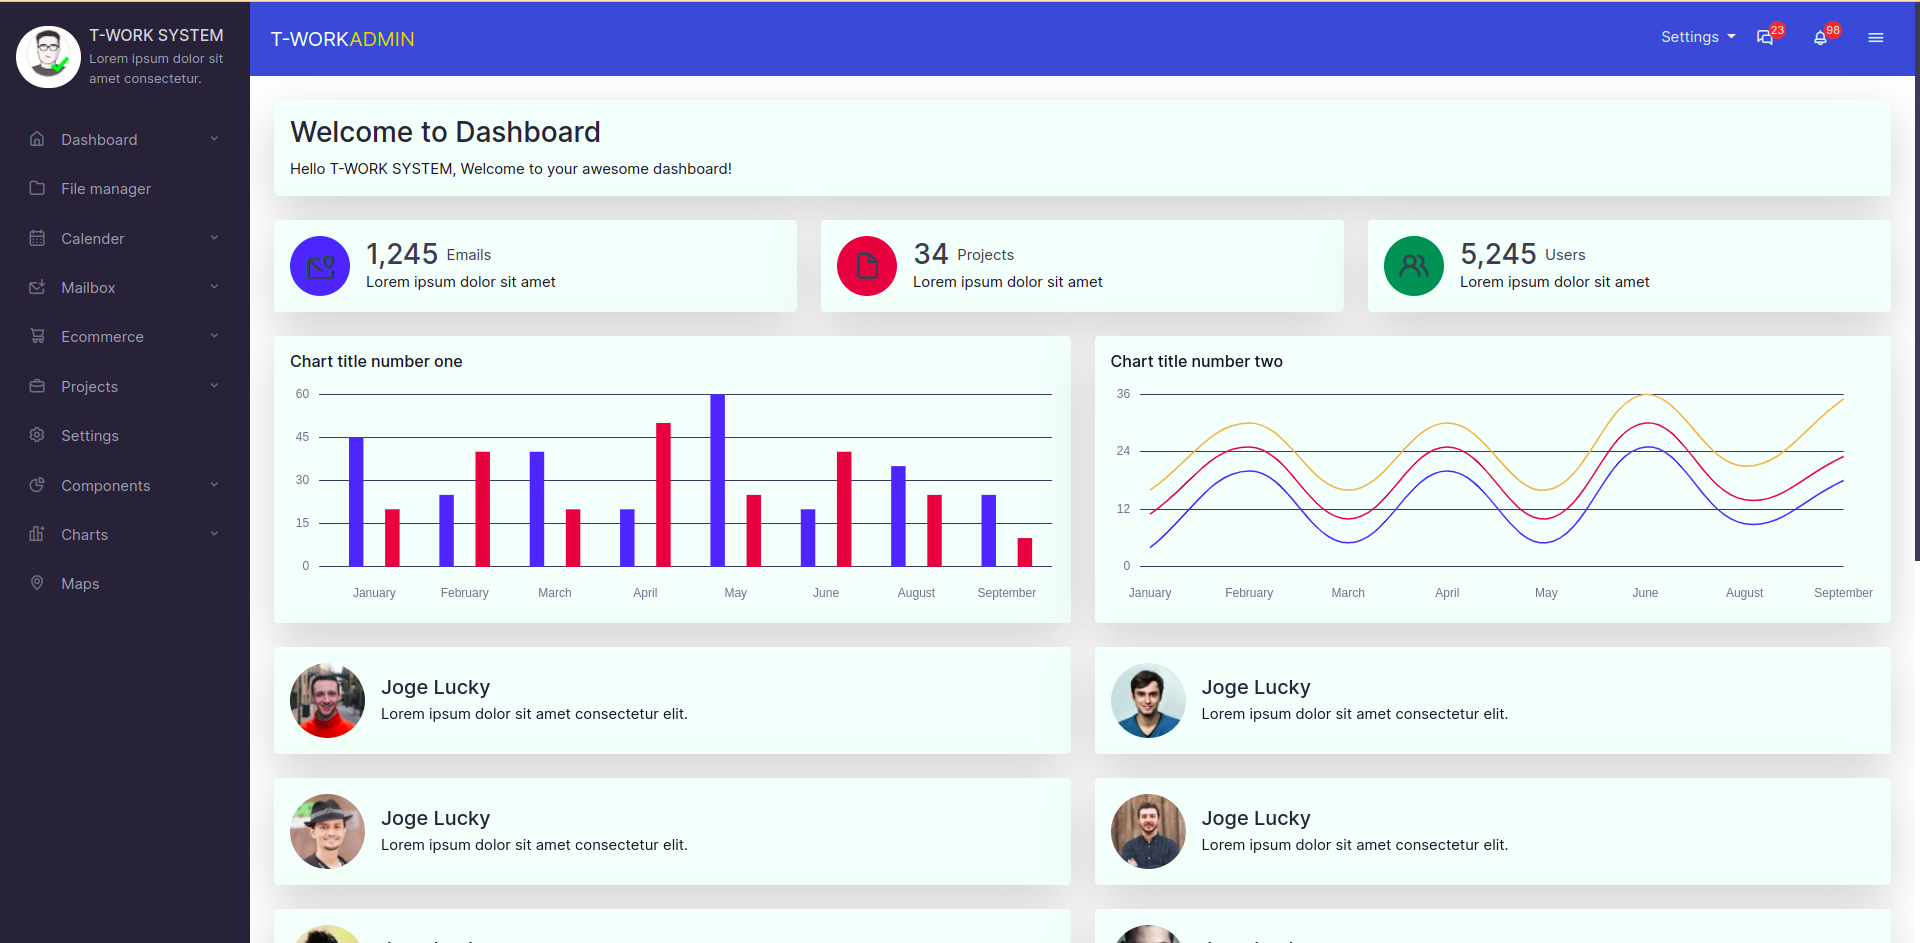 T-WORK SYSTEM
Lorem ipsum dolor sit
amet consectetur.
Dashboard
File manager
Calender
Mailbox
Ecommerce
Projects
Settings
Components
Charts
Maps
T-WORKADMIN
Settings
23
98
Welcome to Dashboard
Hello T-WORK SYSTEM, Welcome to your awesome dashboard!
1,245 Emails
Lorem ipsum dolor sit amet
34 Projects
Lorem ipsum dolor sit amet
5,245 Users
Lorem ipsum dolor sit amet
Chart title number one
60
45
30
15
0
January February March April May June August September
Chart title number two
36
24
12
0
January February March April May June August September
Joge Lucky
Lorem ipsum dolor sit amet consectetur elit.
Joge Lucky
Lorem ipsum dolor sit amet consectetur elit.
Joge Lucky
Lorem ipsum dolor sit amet consectetur elit.
Joge Lucky
Lorem ipsum dolor sit amet consectetur elit.